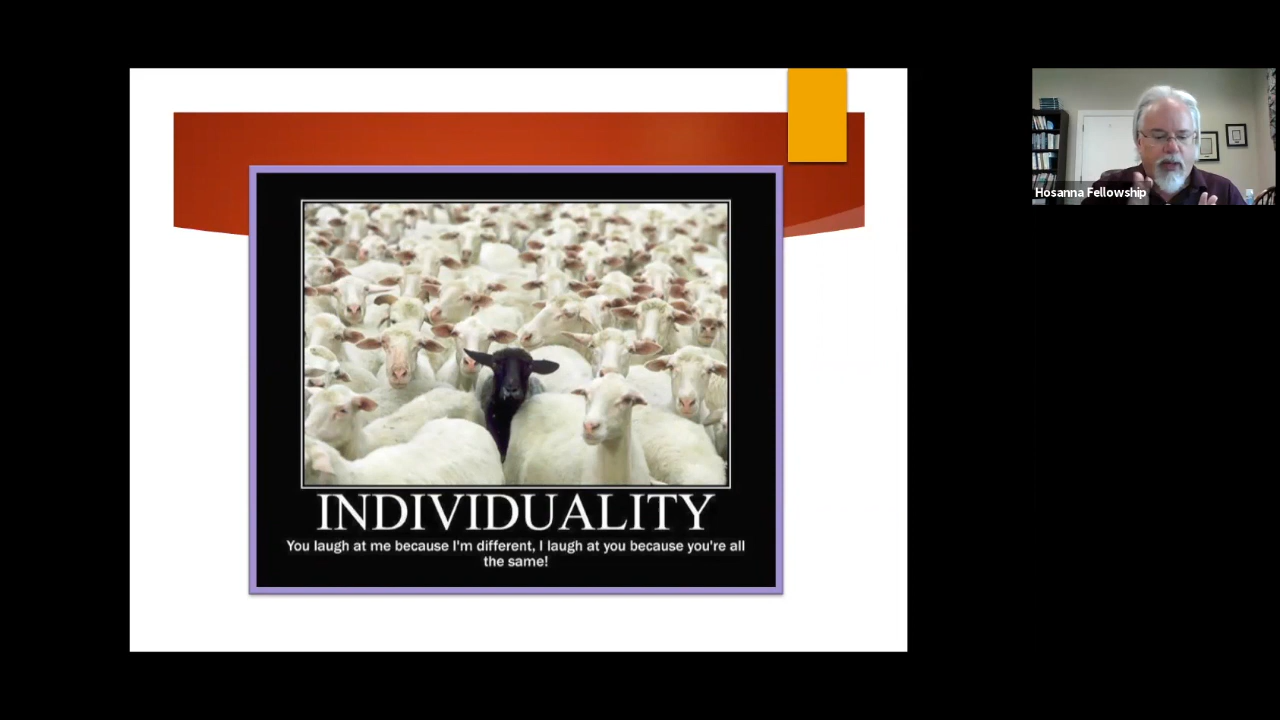 INDIVIDUALITY
You laugh at me because I'm different, I laugh at you because you're all
the same!
Hosanna Fellowship